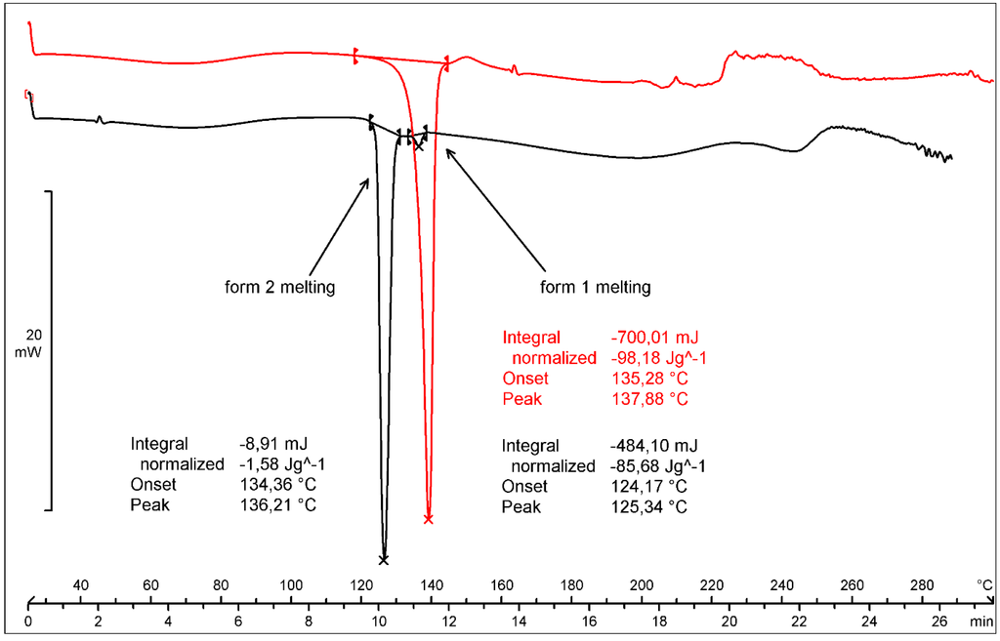 form 2 melting
form 1 melting
20
mW
Integral -700,01 mJ
normalized -98,18 Jg^-1
Onset 135,28 °C
Peak 137,88 °C
Integral -8,91 mJ
normalized -1,58 Jg^-1
Onset 134,36 °C
Peak 136,21 °C
Integral -484,10 mJ
normalized -85,68 Jg^-1
Onset 124,17 °C
Peak 125,34 °C
40 60 80 100 120 140 160 180 200 220 240 260 280 °C
0 2 4 6 8 10 12 14 16 18 20 22 24 26 min